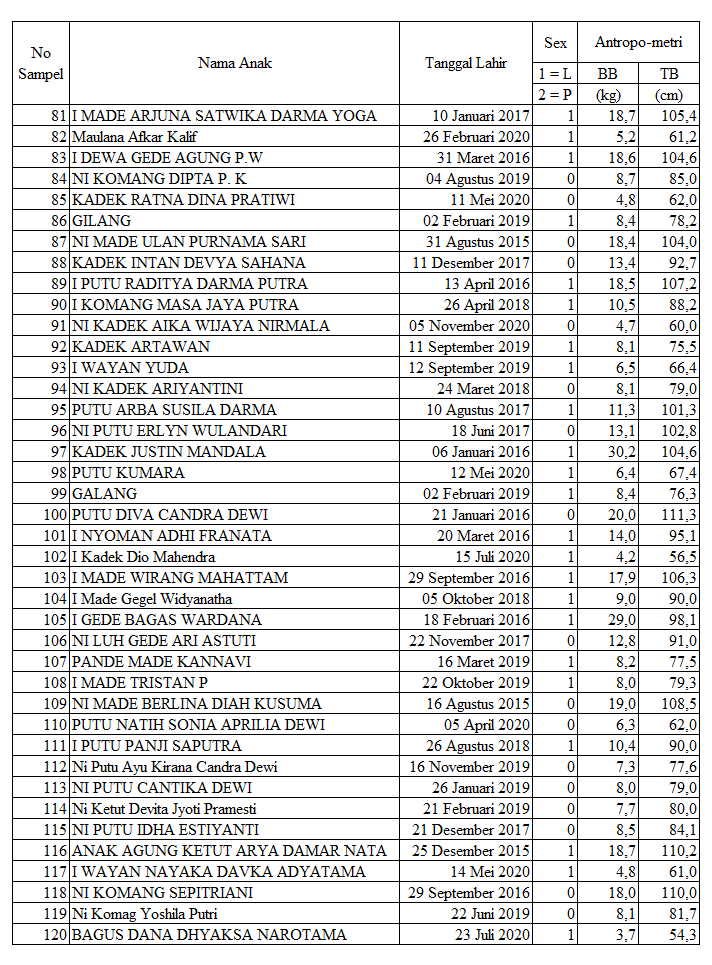 No Sampel Nama Anak Tanggal Lahir Sex Antropo-metri
1 = L BB TB
2 = P (kg) (cm)
81 I MADE ARJUNA SATWIKA DARMA YOGA 10 Januari 2017 1 18,7 105,4
82 Maulana Afkar Kalif 26 Februari 2020 1 5,2 61,2
83 I DEWA GEDE AGUNG P.W 31 Maret 2016 1 18,6 104,6
84 NI KOMANG DIPTA P. K 04 Agustus 2019 0 8,7 85,0
85 KADEK RATNA DINA PRATIWI 11 Mei 2020 0 4,8 62,0
86 GILANG 02 Februari 2019 1 8,4 78,2
87 NI MADE ULAN PURNAMA SARI 31 Agustus 2015 0 18,4 104,0
88 KADEK INTAN DEVYA SAHANA 11 Desember 2017 0 13,4 92,7
89 I PUTU RADITYA DARMA PUTRA 13 April 2016 1 18,5 107,2
90 I KOMANG MASA JAYA PUTRA 26 April 2018 1 10,5 88,2
91 NI KADEK AIKA WIJAYA NIRMALA 05 November 2020 0 4,7 60,0
92 KADEK ARTAWAN 11 September 2019 1 8,1 75,5
93 I WAYAN YUDA 12 September 2019 1 6,5 66,4
94 NI KADEK ARIYANTINI 24 Maret 2018 0 8,1 79,0
95 PUTU ARBA SUSILA DARMA 10 Agustus 2017 1 11,3 101,3
96 NI PUTU ERLYN WULANDARI 18 Juni 2017 0 13,1 102,8
97 KADEK JUSTIN MANDALA 06 Januari 2016 1 30,2 104,6
98 PUTU KUMARA 12 Mei 2020 1 6,4 67,4
99 GALANG 02 Februari 2019 1 8,4 76,3
100 PUTU DIVA CANDRA DEWI 21 Januari 2016 0 20,0 111,3
101 I NYOMAN ADHI FRANATA 20 Maret 2016 1 14,0 95,1
102 I Kadek Dio Mahendra 15 Juli 2020 1 4,2 56,5
103 I MADE WIRANG MAHATTAM 29 September 2016 1 17,9 106,3
104 I Made Gegel Widyanatha 05 Oktober 2018 1 9,0 90,0
105 I GEDE BAGAS WARDANA 18 Februari 2016 1 29,0 98,1
106 NI LUH GEDE ARI ASTUTI 22 November 2017 0 12,8 91,0
107 PANDE MADE KANNAVI 16 Maret 2019 1 8,2 77,5
108 I MADE TRISTAN P 22 Oktober 2019 1 8,0 79,3
109 NI MADE BERLINA DIAH KUSUMA 16 Agustus 2015 0 19,0 108,5
110 PUTU NATIH SONIA APRILIA DEWI 05 April 2020 0 6,3 62,0
111 I PUTU PANJI SAPUTRA 26 Agustus 2018 1 10,4 90,0
112 Ni Putu Ayu Kirana Candra Dewi 16 November 2019 0 7,3 77,6
113 NI PUTU CANTIKA DEWI 26 Januari 2019 0 8,0 79,0
114 Ni Ketut Devita Jyoti Pramesti 21 Februari 2019 0 7,7 80,0
115 NI PUTU IDHA ESTIYANTI 21 Desember 2017 0 8,5 84,1
116 ANAK AGUNG KETUT ARYA DAMAR NATA 25 Desember 2015 1 18,7 110,2
117 I WAYAN NAYAKA DAVKA ADYATAMA 14 Mei 2020 1 4,8 61,0
118 NI KOMANG SEPITRIANI 29 September 2016 0 18,0 110,0
119 Ni Komag Yoshila Putri 22 Juni 2019 0 8,1 81,7
120 BAGUS DANA DHYAKSA NAROTAMA 23 Juli 2020 1 3,7 54,3